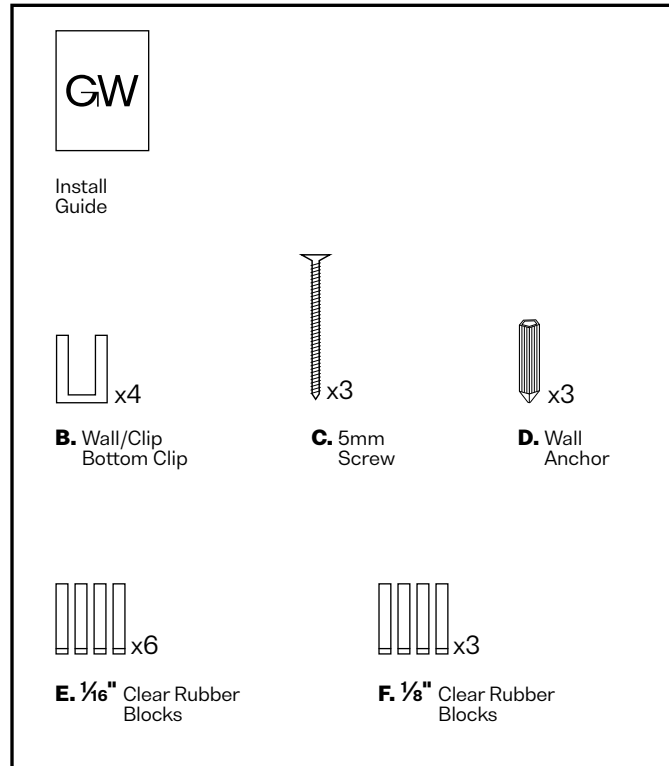 GW
Install
Guide
x4
x3
x3
B. Wall/Clip
Bottom Clip
C. 5mm
Screw
D. Wall
Anchor
x6
x3
E. 1⁄16" Clear Rubber
Blocks
F. 1⁄8" Clear Rubber
Blocks